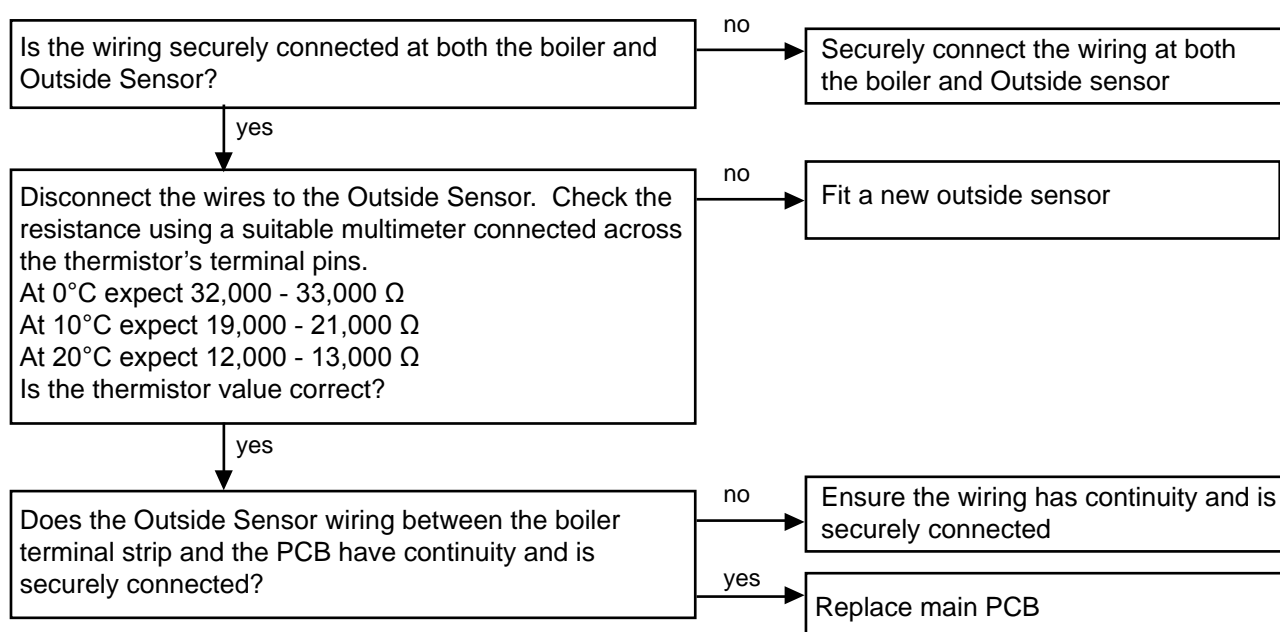 Is the wiring securely connected at both the boiler and
Outside Sensor?
no
Securely connect the wiring at both
the boiler and Outside sensor
yes
Disconnect the wires to the Outside Sensor.  Check the
resistance using a suitable multimeter connected across
the thermistor’s terminal pins.
At 0°C expect 32,000 - 33,000 Ω
At 10°C expect 19,000 - 21,000 Ω
At 20°C expect 12,000 - 13,000 Ω
Is the thermistor value correct?
no
Fit a new outside sensor
yes
Does the Outside Sensor wiring between the boiler
terminal strip and the PCB have continuity and is
securely connected?
no
Ensure the wiring has continuity and is
securely connected
yes
Replace main PCB